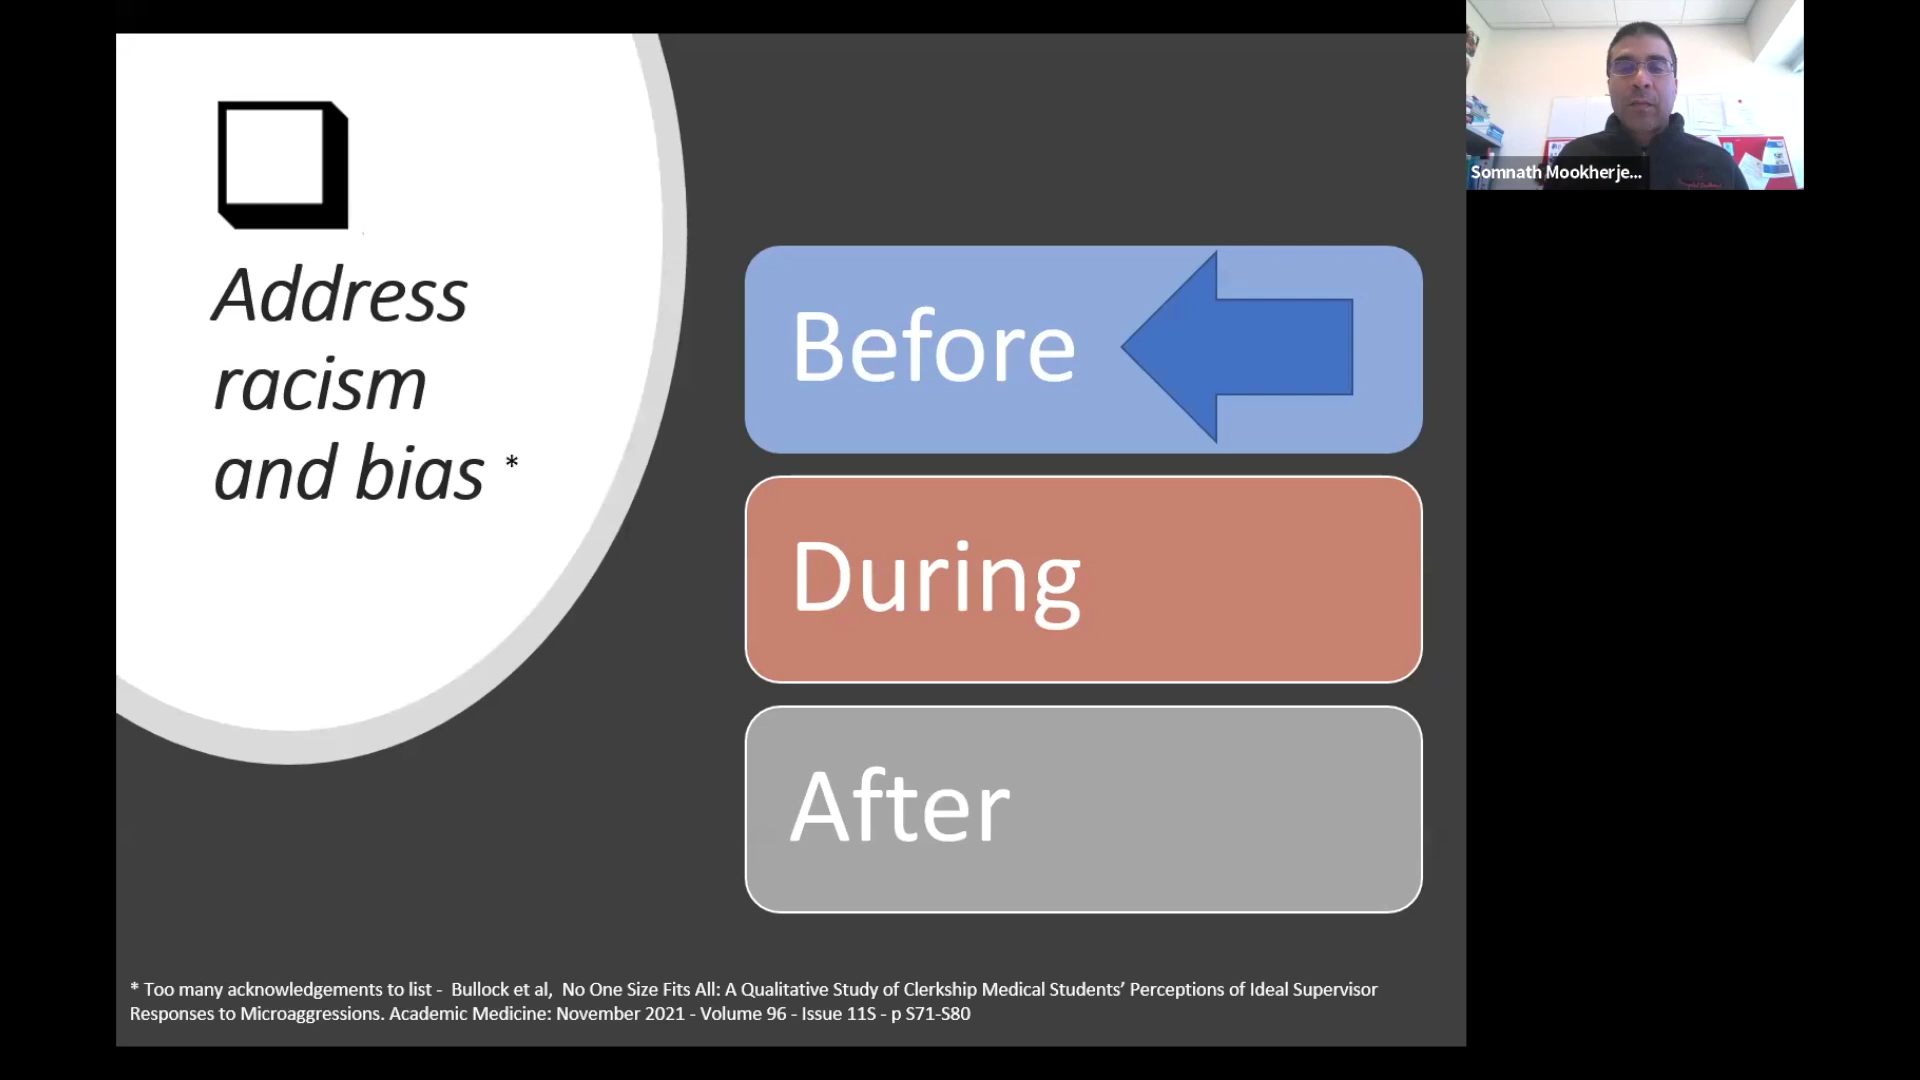 Address
racism
and bias *
Before
During
After
* Too many acknowledgements to list - Bullock et al, No One Size Fits All: A Qualitative Study of Clerkship Medical Students’ Perceptions of Ideal Supervisor
Responses to Microaggressions. Academic Medicine: November 2021 - Volume 96 - Issue 11S - p S71-S80
Somnath Mookherje...